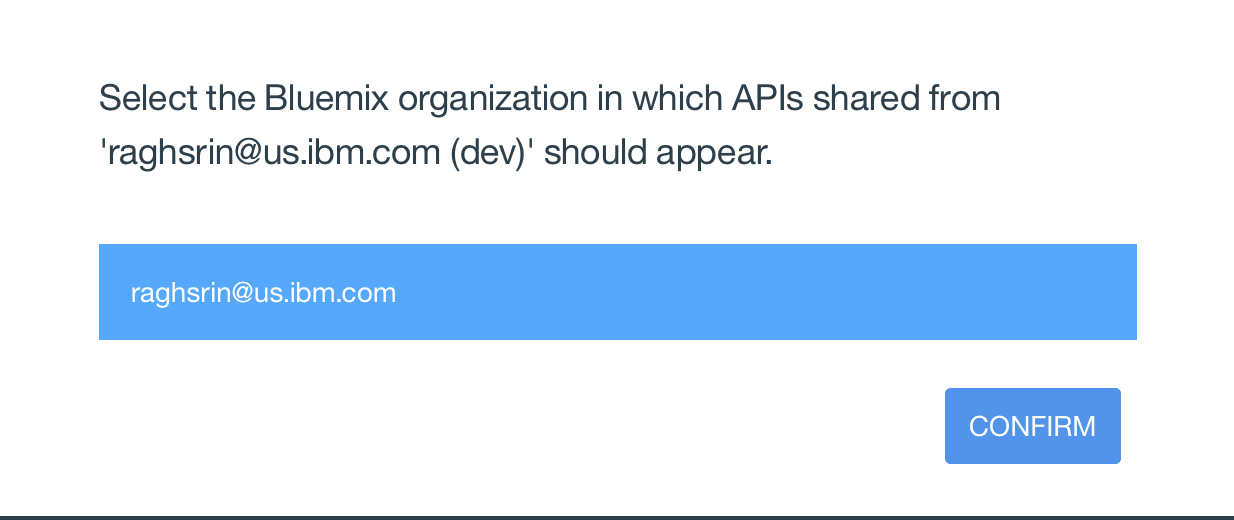 Select the Bluemix organization in which APIs shared from
'raghsrin@us.ibm.com (dev)' should appear.
raghsrin@us.ibm.com
CONFIRM